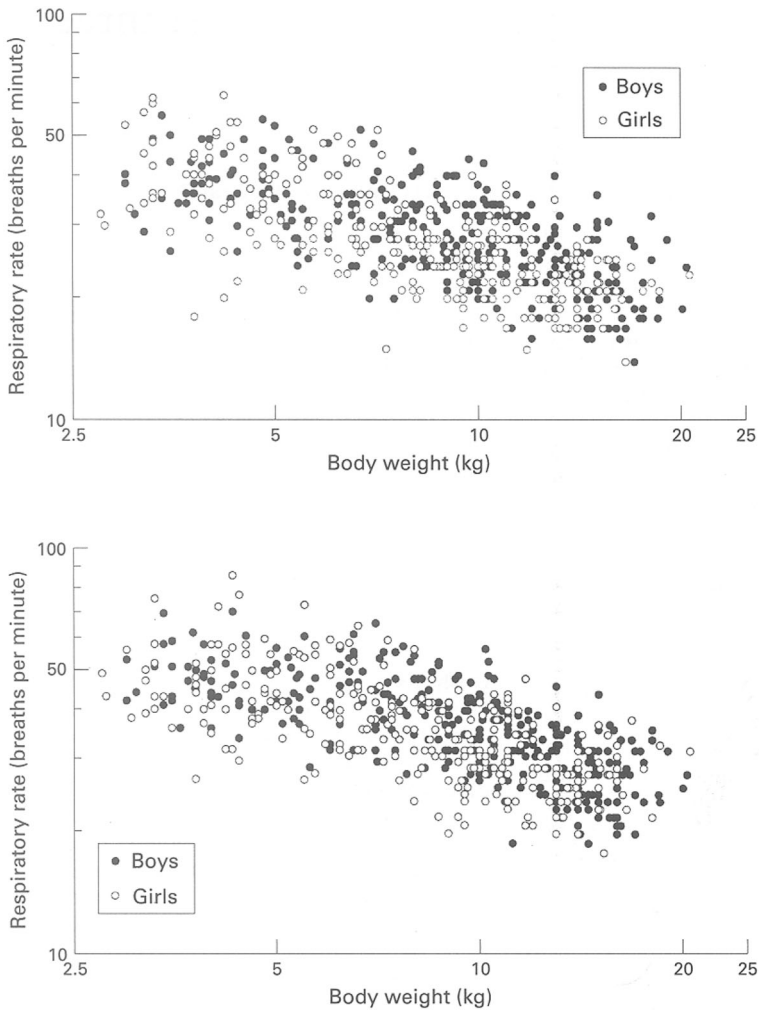 100
50
10
Respiratory rate (breaths per minute)
Boys
Girls
2.5 5 10 20 25
Body weight (kg)
100
50
10
Respiratory rate (breaths per minute)
Boys
Girls
2.5 5 10 20 25
Body weight (kg)